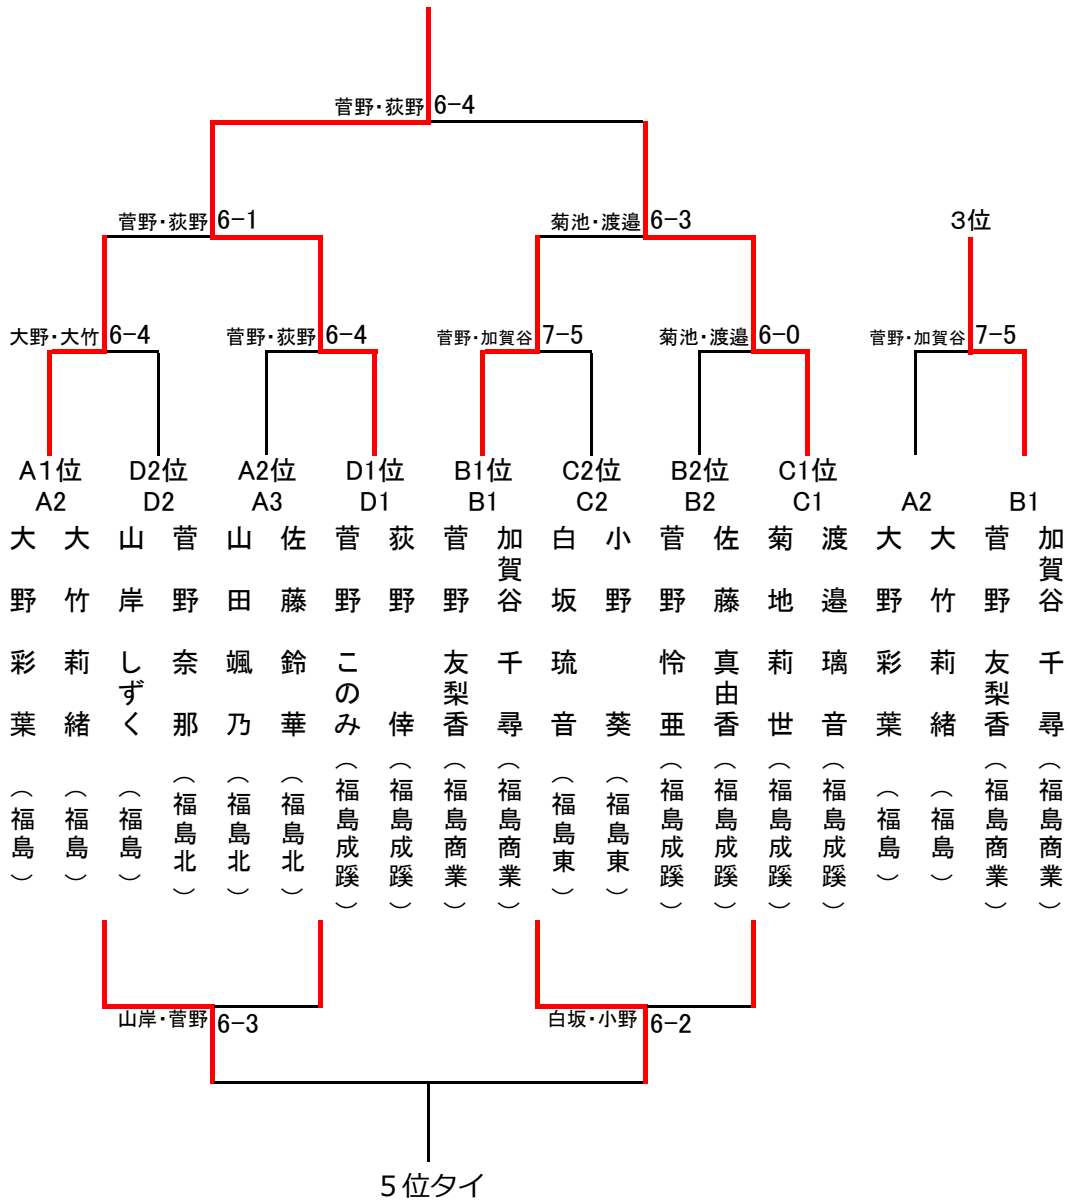 菅野・荻野 6-4
菅野・荻野 6-1
菊池・渡邉 6-3
3位
大野・大竹 6-4
菅野・荻野 6-4
菅野・加賀谷 7-5
菊池・渡邉 6-0
菅野・加賀谷 7-5
A1位 D2位 A2位 D1位 B1位 C2位 B2位 C1位
A2 D2 A3 D1 B1 C2 B2 C1 A2 B1
大野 彩葉 (福島)
大竹 莉緒 (福島)
山岸 しずく (福島)
菅野 奈那 (福島北)
山田 颯乃 (福島北)
佐藤 鈴華 (福島北)
菅野 このみ (福島成蹊)
荻野 倖 (福島成蹊)
菅野 友梨香 (福島商業)
加賀谷 千尋 (福島商業)
白坂 琉音 (福島東)
小野 葵 (福島東)
菅野 怜亜 (福島成蹊)
佐藤 真由香 (福島成蹊)
菊地 莉世 (福島成蹊)
渡邉 璃音 (福島成蹊)
大野 彩葉 (福島)
大竹 莉緒 (福島)
菅野 友梨香 (福島商業)
加賀谷 千尋 (福島商業)
山岸・菅野 6-3
白坂・小野 6-2
5位タイ